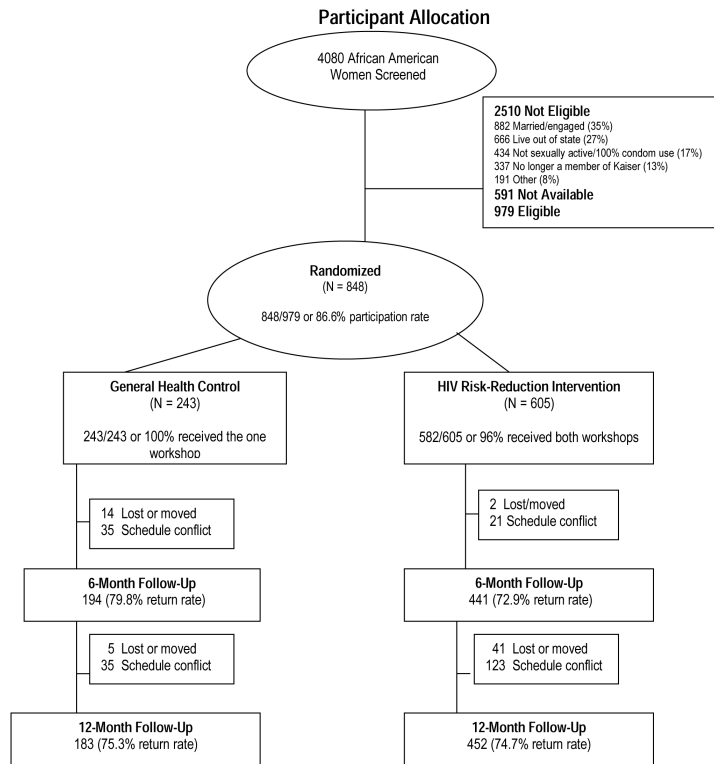 Participant Allocation
4080 African American
Women Screened
2510 Not Eligible
882 Married/engaged (35%)
666 Live out of state (27%)
434 Not sexually active/100% condom use (17%)
337 No longer a member of Kaiser (13%)
191 Other (8%)
591 Not Available
979 Eligible
Randomized
(N = 848)
848/979 or 86.6% participation rate
General Health Control
(N = 243)
243/243 or 100% received the one
workshop
HIV Risk-Reduction Intervention
(N = 605)
582/605 or 96% received both workshops
14 Lost or moved
35 Schedule conflict
2 Lost/moved
21 Schedule conflict
6-Month Follow-Up
194 (79.8% return rate)
6-Month Follow-Up
441 (72.9% return rate)
5 Lost or moved
35 Schedule conflict
41 Lost or moved
123 Schedule conflict
12-Month Follow-Up
183 (75.3% return rate)
12-Month Follow-Up
452 (74.7% return rate)